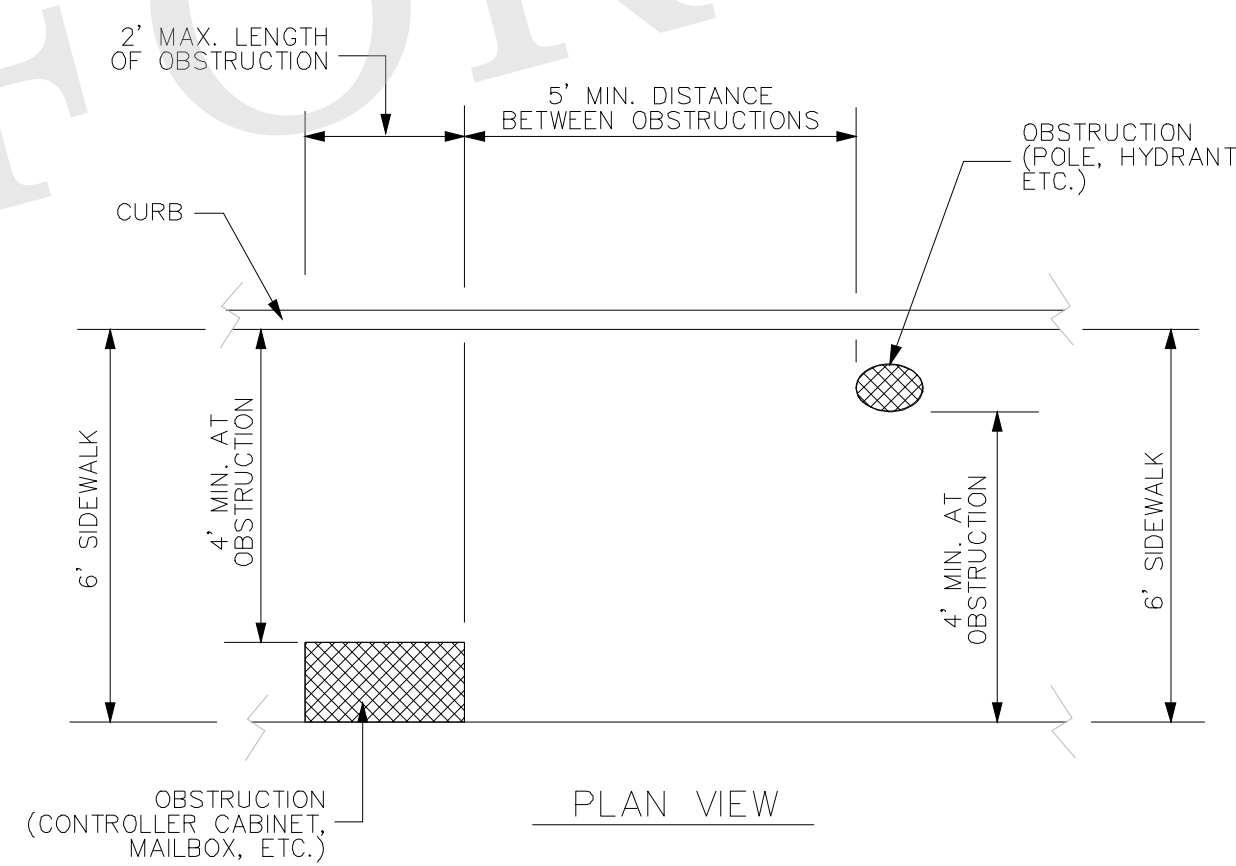 2' MAX. LENGTH
OF OBSTRUCTION
5' MIN. DISTANCE
BETWEEN OBSTRUCTIONS
OBSTRUCTION
(POLE, HYDRANT
ETC.)
CURB
6' SIDEWALK
4' MIN. AT
OBSTRUCTION
4' MIN. AT
OBSTRUCTION
6' SIDEWALK
OBSTRUCTION
(CONTROLLER CABINET,
MAILBOX, ETC.)
PLAN VIEW